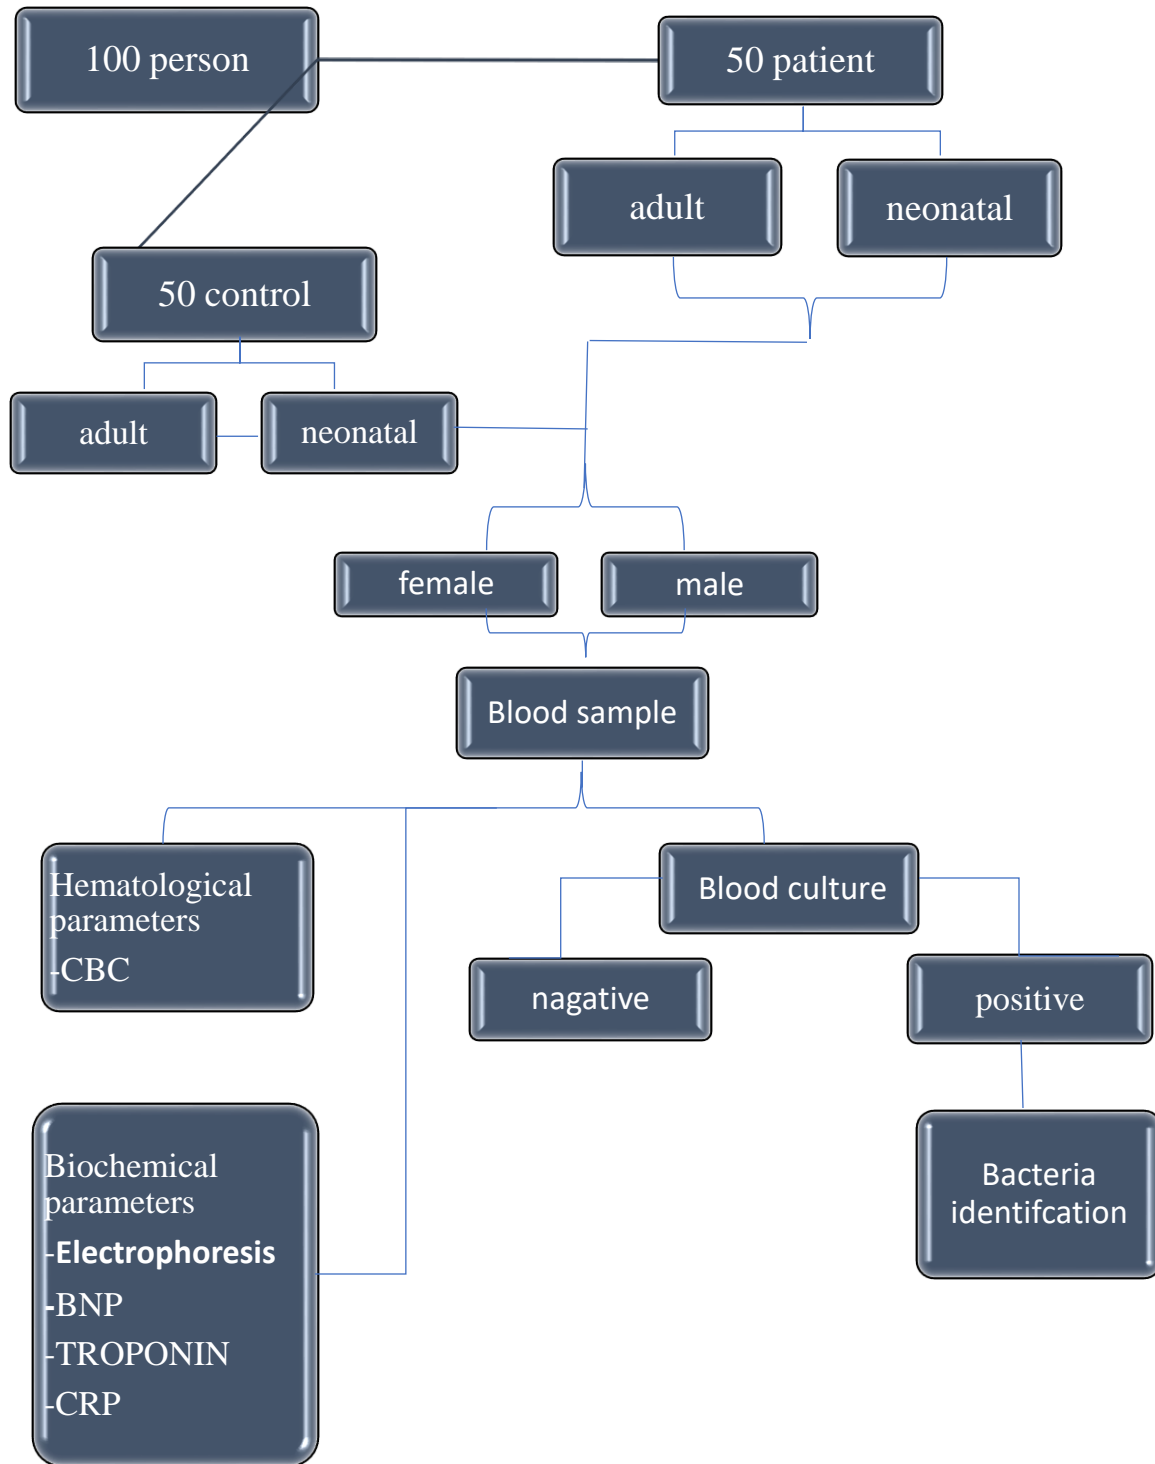 100 person
50 patient
adult
neonatal
50 control
adult
neonatal
female
male
Blood sample
Hematological
parameters
-CBC
Blood culture
nagative
positive
Biochemical
parameters
-Electrophoresis
-BNP
-TROPONIN
-CRP
Bacteria
identifcation